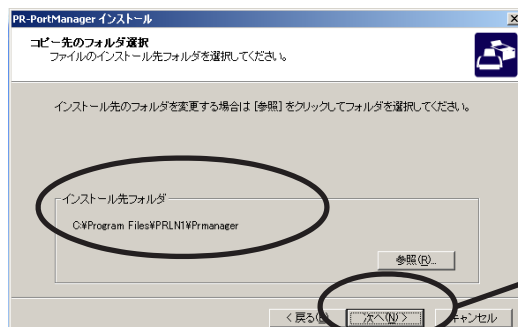 PR-PortManager インストール
コピー先のフォルダ選択
ファイルのインストール先フォルダを選択してください。
インストール先のフォルダを変更する場合は [参照] をクリックしてフォルダを選択してください。
インストール先フォルダ
C:¥Program Files¥PRLN1¥Prmanager
参照(R)...
< 戻る(B) 次へ(N) > キャンセル